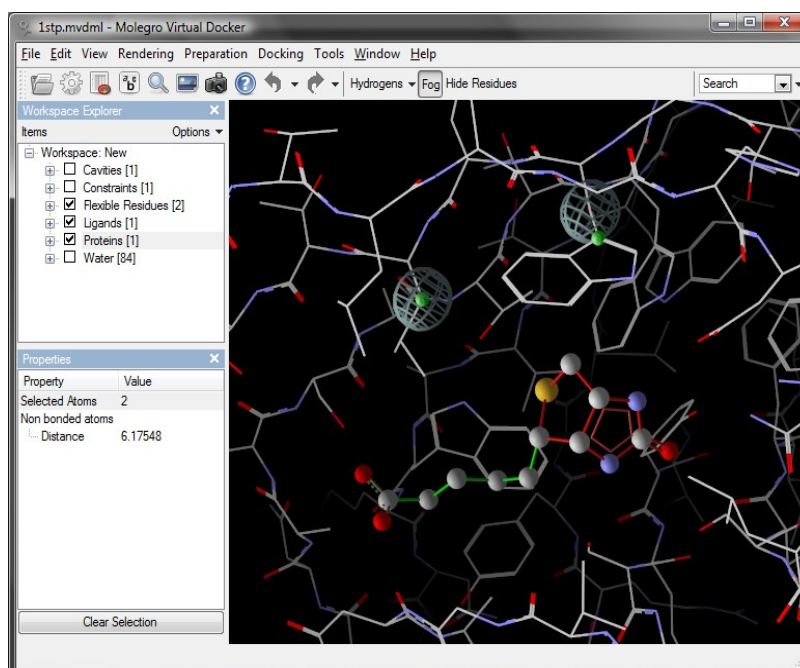 1stp.mvdml - Molegro Virtual Docker
File Edit View Rendering Preparation Docking Tools Window Help
Hydrogens Fog Hide Residues Search
Workspace Explorer
Items Options
Workspace: New
Cavities [1]
Constraints [1]
Flexible Residues [2]
Ligands [1]
Proteins [1]
Water [84]
Properties
Property Value
Selected Atoms 2
Non bonded atoms
Distance 6.17548
Clear Selection